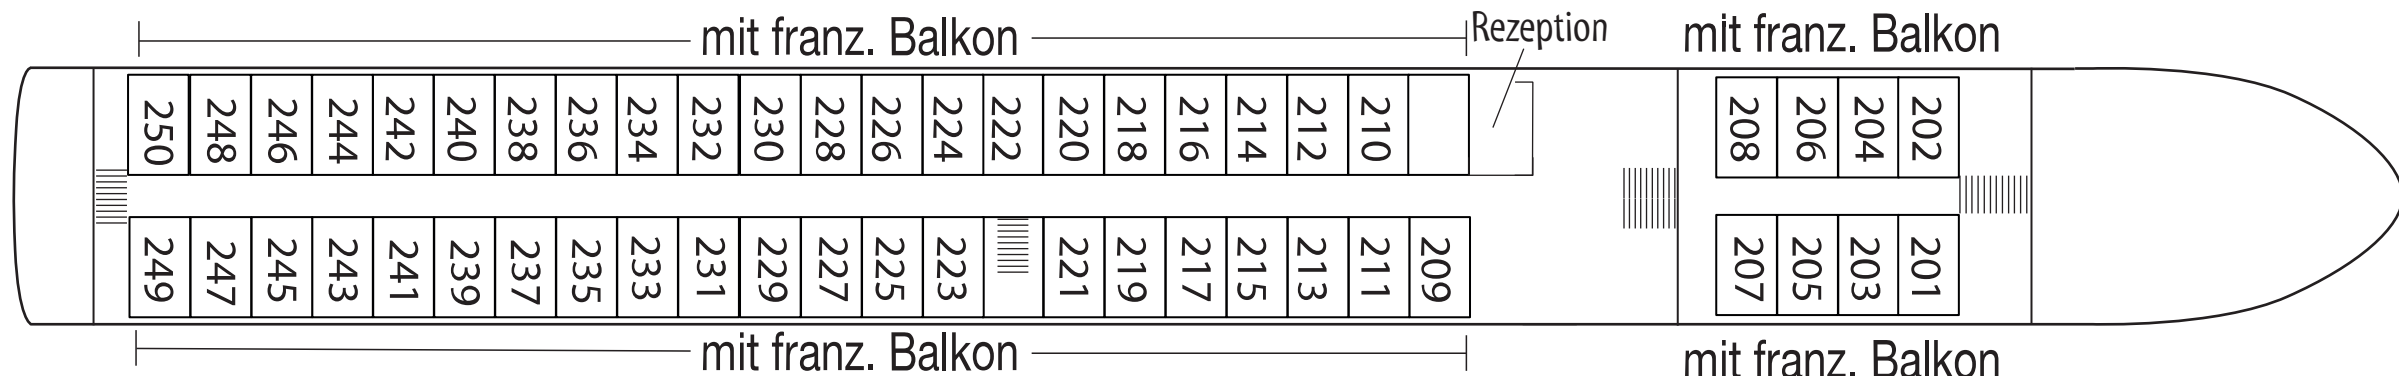 mit franz. Balkon
Rezeption
mit franz. Balkon
250 248 246 244 242 240 238 236 234 232 230 228 226 224 222 220 218 216 214 212 210
208 206 204 202
249 247 245 243 241 239 237 235 233 231 229 227 225 223 221 219 217 215 213 211 209
207 205 203 201
mit franz. Balkon
mit franz. Balkon